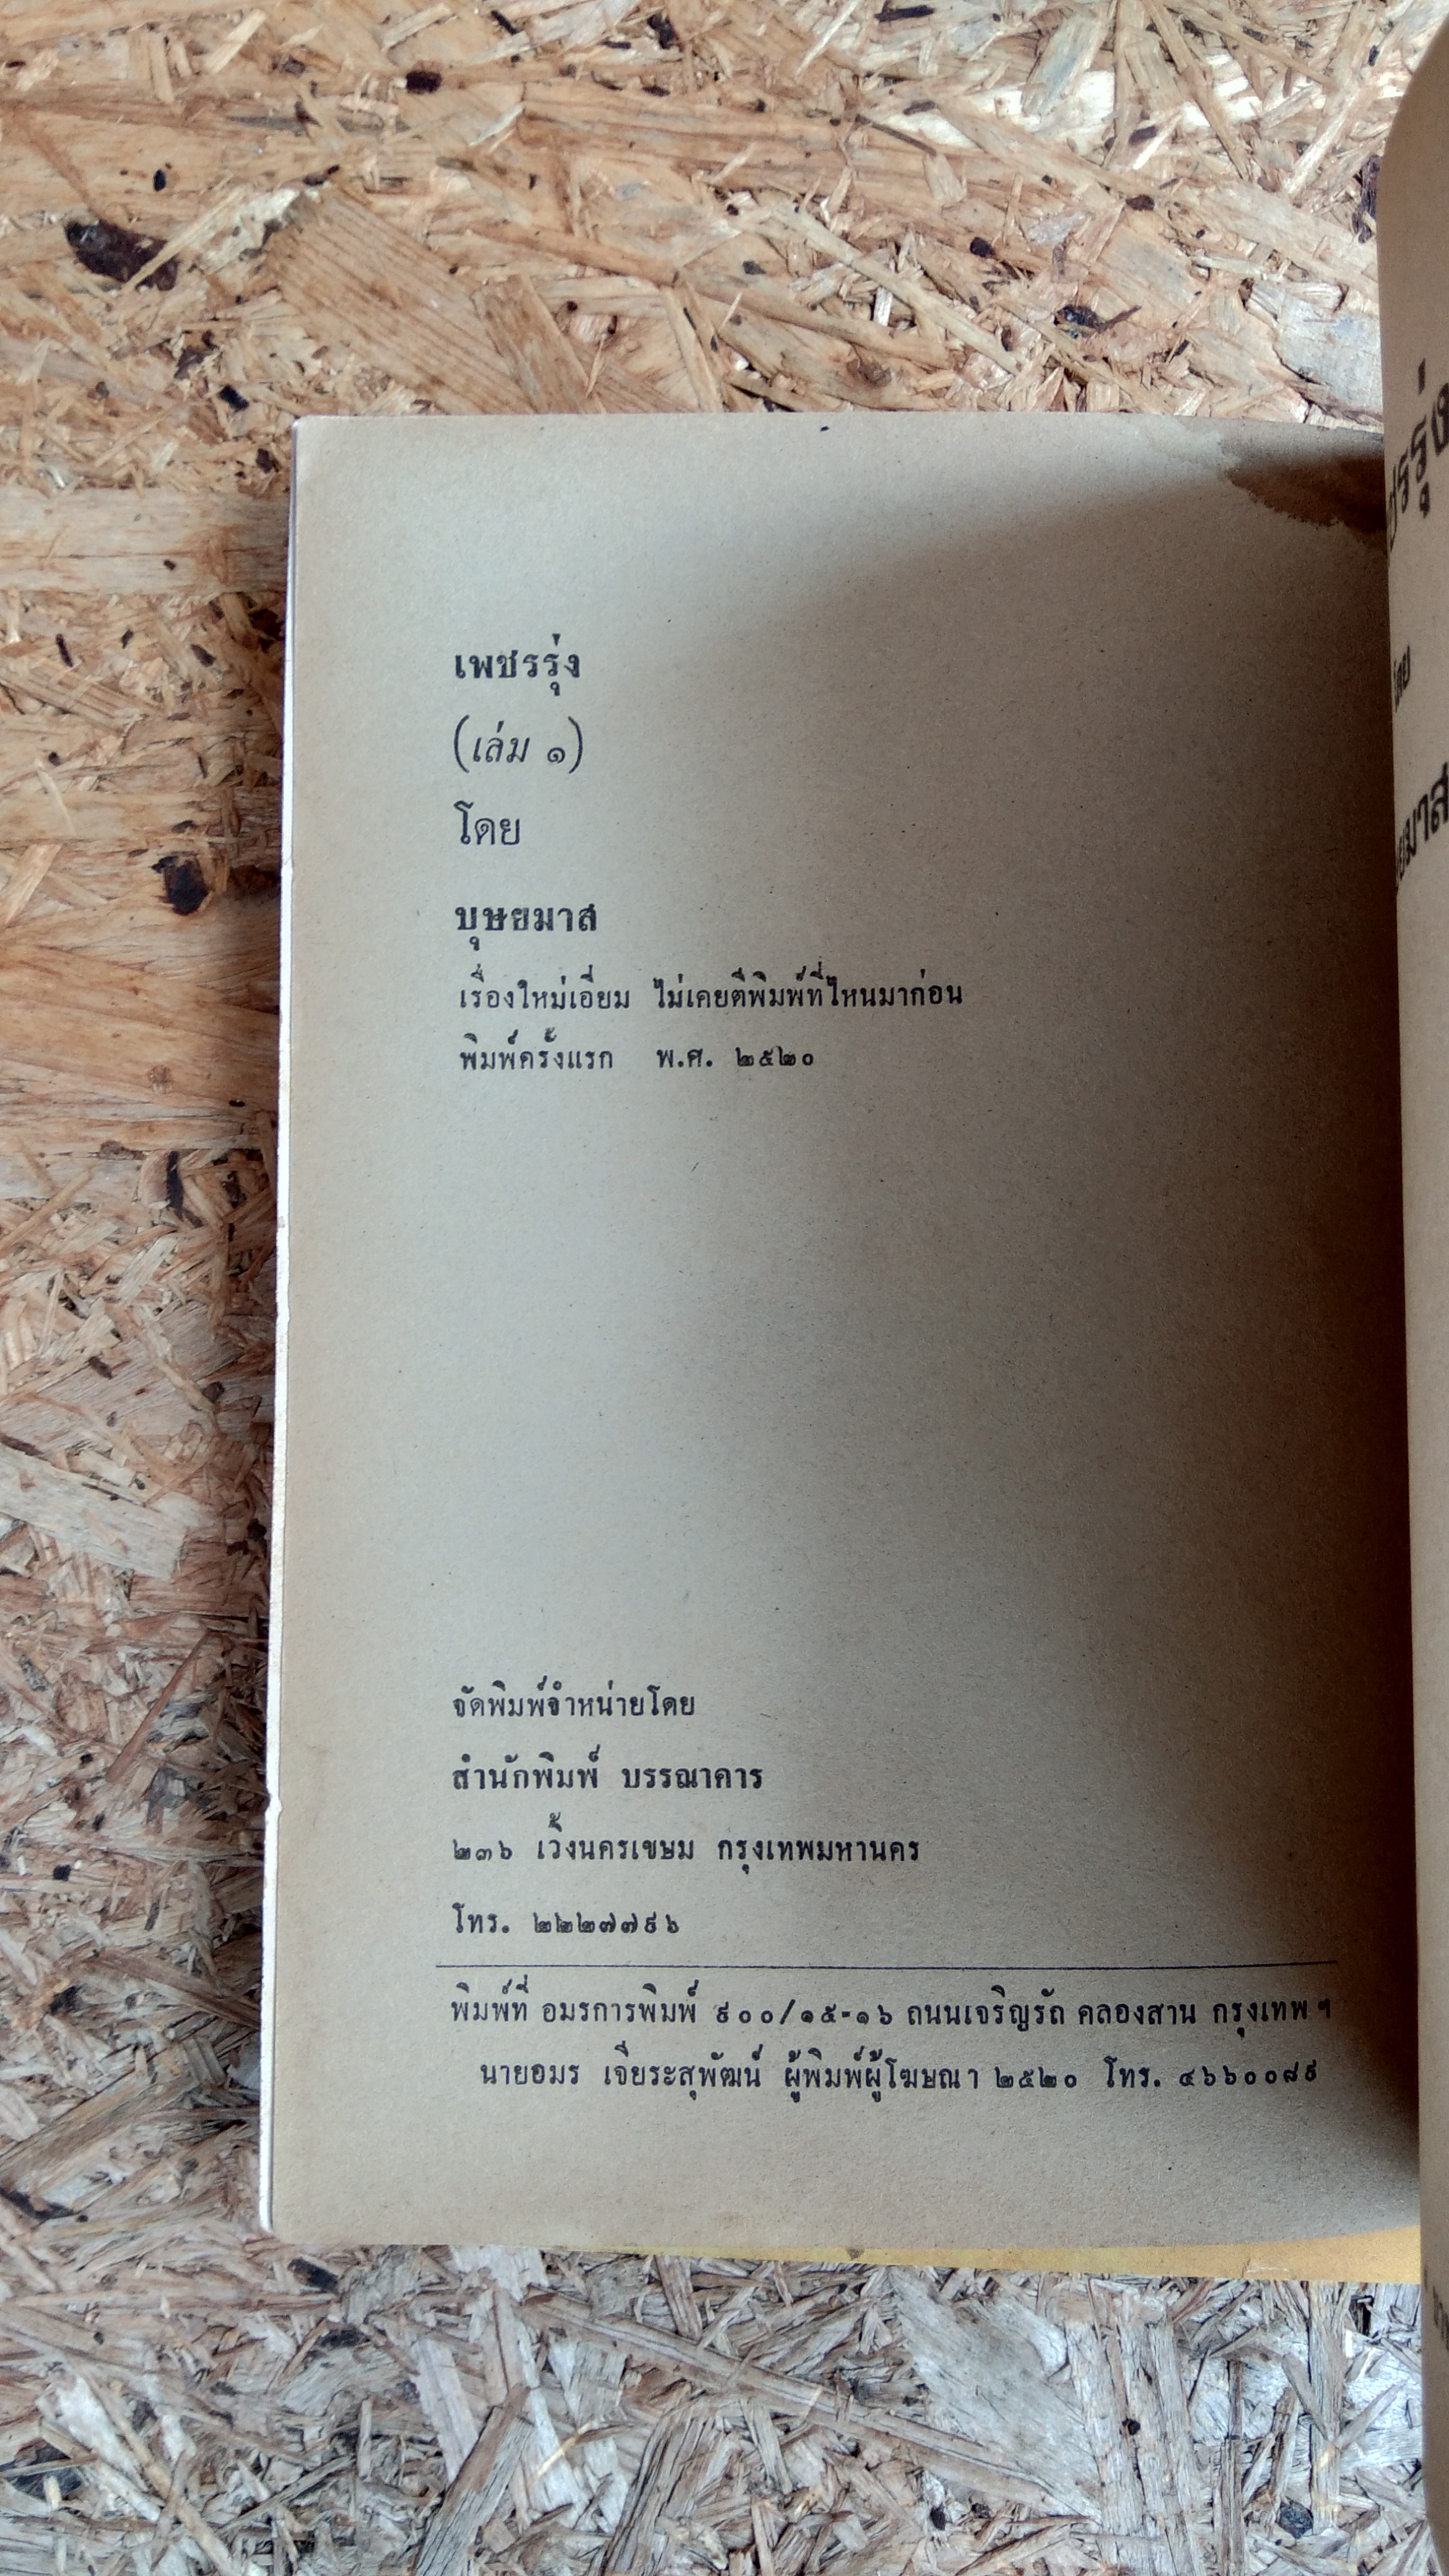 เพชรรุ่ง
(เล่ม ๑)
โดย
บุษยมาส
เรื่องใหม่เอี่ยม ไม่เคยตีพิมพ์ที่ไหนมาก่อน
พิมพ์ครั้งแรก พ.ศ. ๒๕๒๐
จัดพิมพ์จำหน่ายโดย
สำนักพิมพ์ บรรณาคาร
๒๓๖ เวิ้งนครเขษม กรุงเทพมหานคร
โทร. ๒๒๒๗๗๙๖
พิมพ์ที่ อมรการพิมพ์ ๙๐๐/๑๕-๑๖ ถนนเจริญรัถ คลองสาน กรุงเทพ ฯ
นายอมร เจียระสุพัฒน์ ผู้พิมพ์ผู้โฆษณา ๒๕๒๐ โทร. ๔๖๖๐๐๘๙